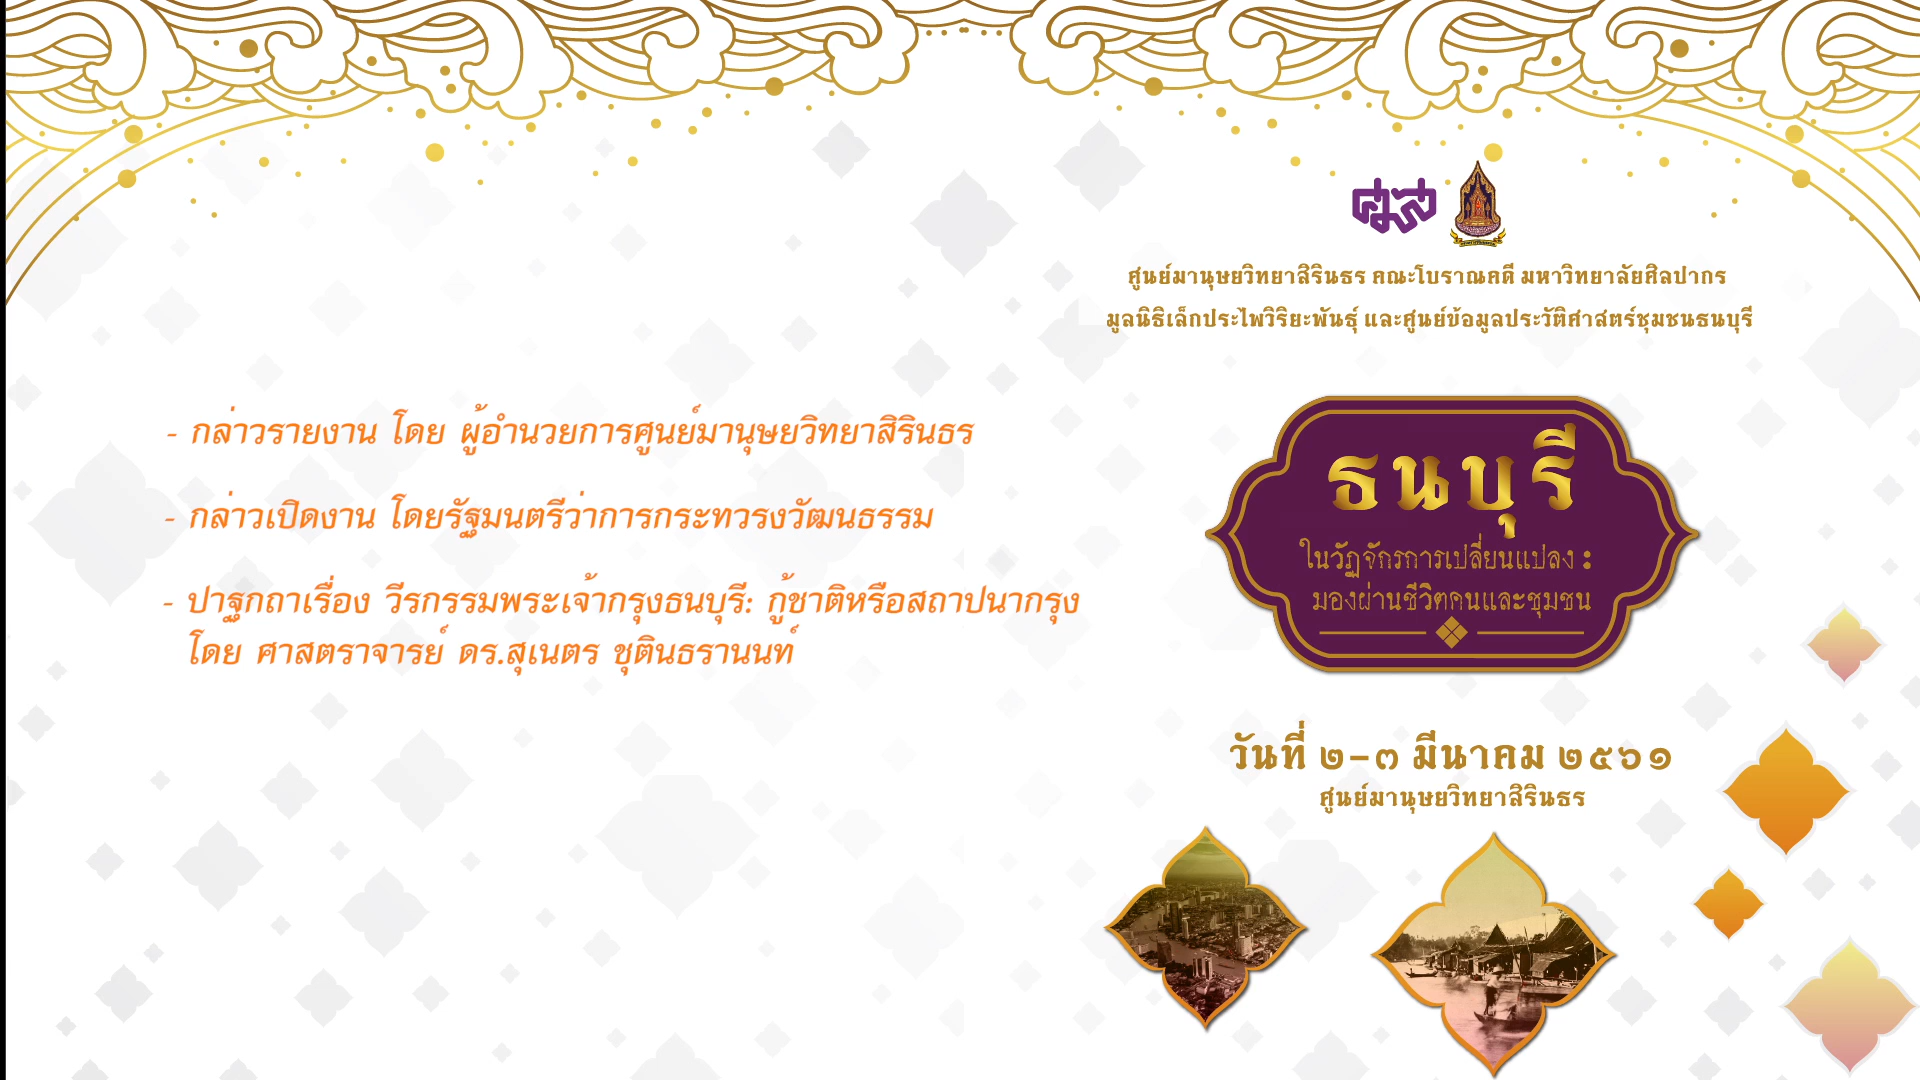 ศมส
ศูนย์มานุษยวิทยาสิรินธร คณะโบราณคดี มหาวิทยาลัยศิลปากร
มูลนิธิเล็กประไพวิริยะพันธุ์ และศูนย์ข้อมูลประวัติศาสตร์ชุมชนธนบุรี
- กล่าวรายงาน โดย ผู้อำนวยการศูนย์มานุษยวิทยาสิรินธร
- กล่าวเปิดงาน โดยรัฐมนตรีว่าการกระทวรงวัฒนธรรม
- ปาฐกถาเรื่อง วีรกรรมพระเจ้ากรุงธนบุรี: กู้ชาติหรือสถาปนากรุง
โดย ศาสตราจารย์ ดร.สุเนตร ชุตินธรานนท์
ธนบุรี
ในวัฏจักรการเปลี่ยนแปลง :
มองผ่านชีวิตคนและชุมชน
วันที่ ๒-๓ มีนาคม ๒๕๖๑
ศูนย์มานุษยวิทยาสิรินธร